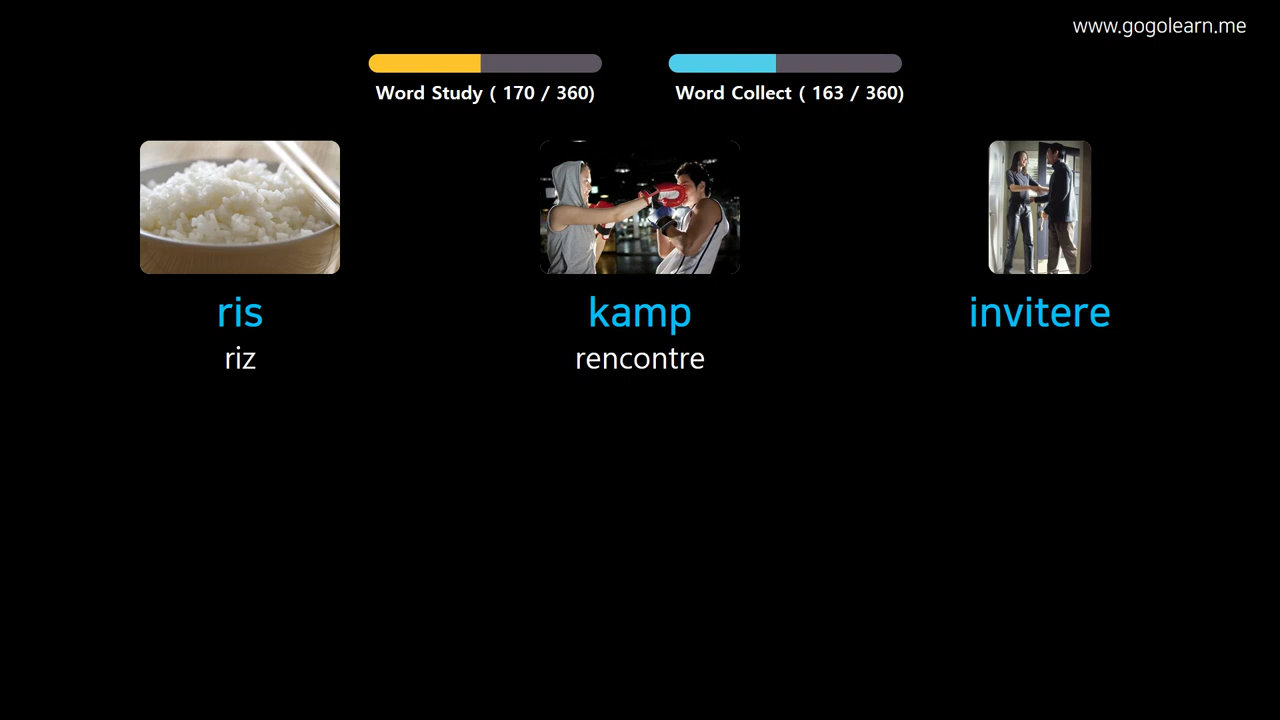 www.gogolearn.me
Word Study ( 170 / 360)
Word Collect ( 163 / 360)
ris
riz
kamp
rencontre
invitere